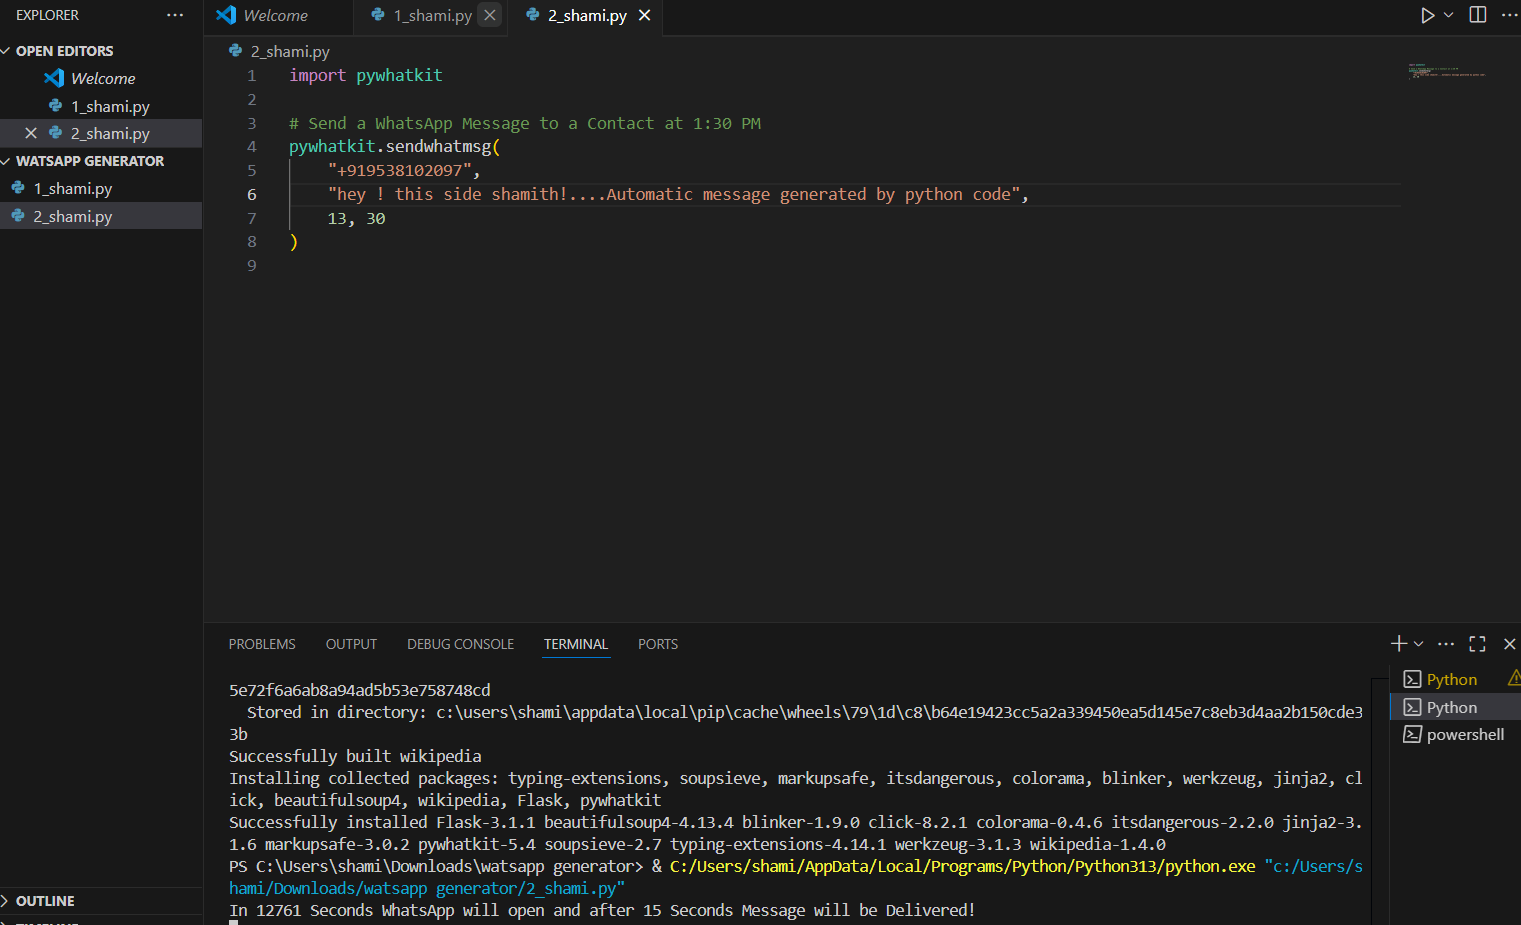 EXPLORER
OPEN EDITORS
Welcome
1_shami.py
2_shami.py
WATSAPP GENERATOR
1_shami.py
2_shami.py
OUTLINE
Welcome
1_shami.py
2_shami.py
2_shami.py
1 import pywhatkit
2
3 # Send a WhatsApp Message to a Contact at 1:30 PM
4 pywhatkit.sendwhatmsg(
5 "+919538102097",
6 "hey ! this side shamith!....Automatic message generated by python code",
7 13, 30
8 )
9
PROBLEMS OUTPUT DEBUG CONSOLE TERMINAL PORTS
5e72f6a6ab8a94ad5b53e758748cd
Stored in directory: c:\users\shami\appdata\local\pip\cache\wheels\79\1d\c8\b64e19423cc5a2a339450ea5d145e7c8eb3d4aa2b150cde3
3b
Successfully built wikipedia
Installing collected packages: typing-extensions, soupsieve, markupsafe, itsdangerous, colorama, blinker, werkzeug, jinja2, cl
ick, beautifulsoup4, wikipedia, Flask, pywhatkit
Successfully installed Flask-3.1.1 beautifulsoup4-4.13.4 blinker-1.9.0 click-8.2.1 colorama-0.4.6 itsdangerous-2.2.0 jinja2-3.
1.6 markupsafe-3.0.2 pywhatkit-5.4 soupsieve-2.7 typing-extensions-4.14.1 werkzeug-3.1.3 wikipedia-1.4.0
PS C:\Users\shami\Downloads\watsapp generator> & C:/Users/shami/AppData/Local/Programs/Python/Python313/python.exe "c:/Users/s
hami/Downloads/watsapp generator/2_shami.py"
In 12761 Seconds WhatsApp will open and after 15 Seconds Message will be Delivered!
Python
Python
powershell